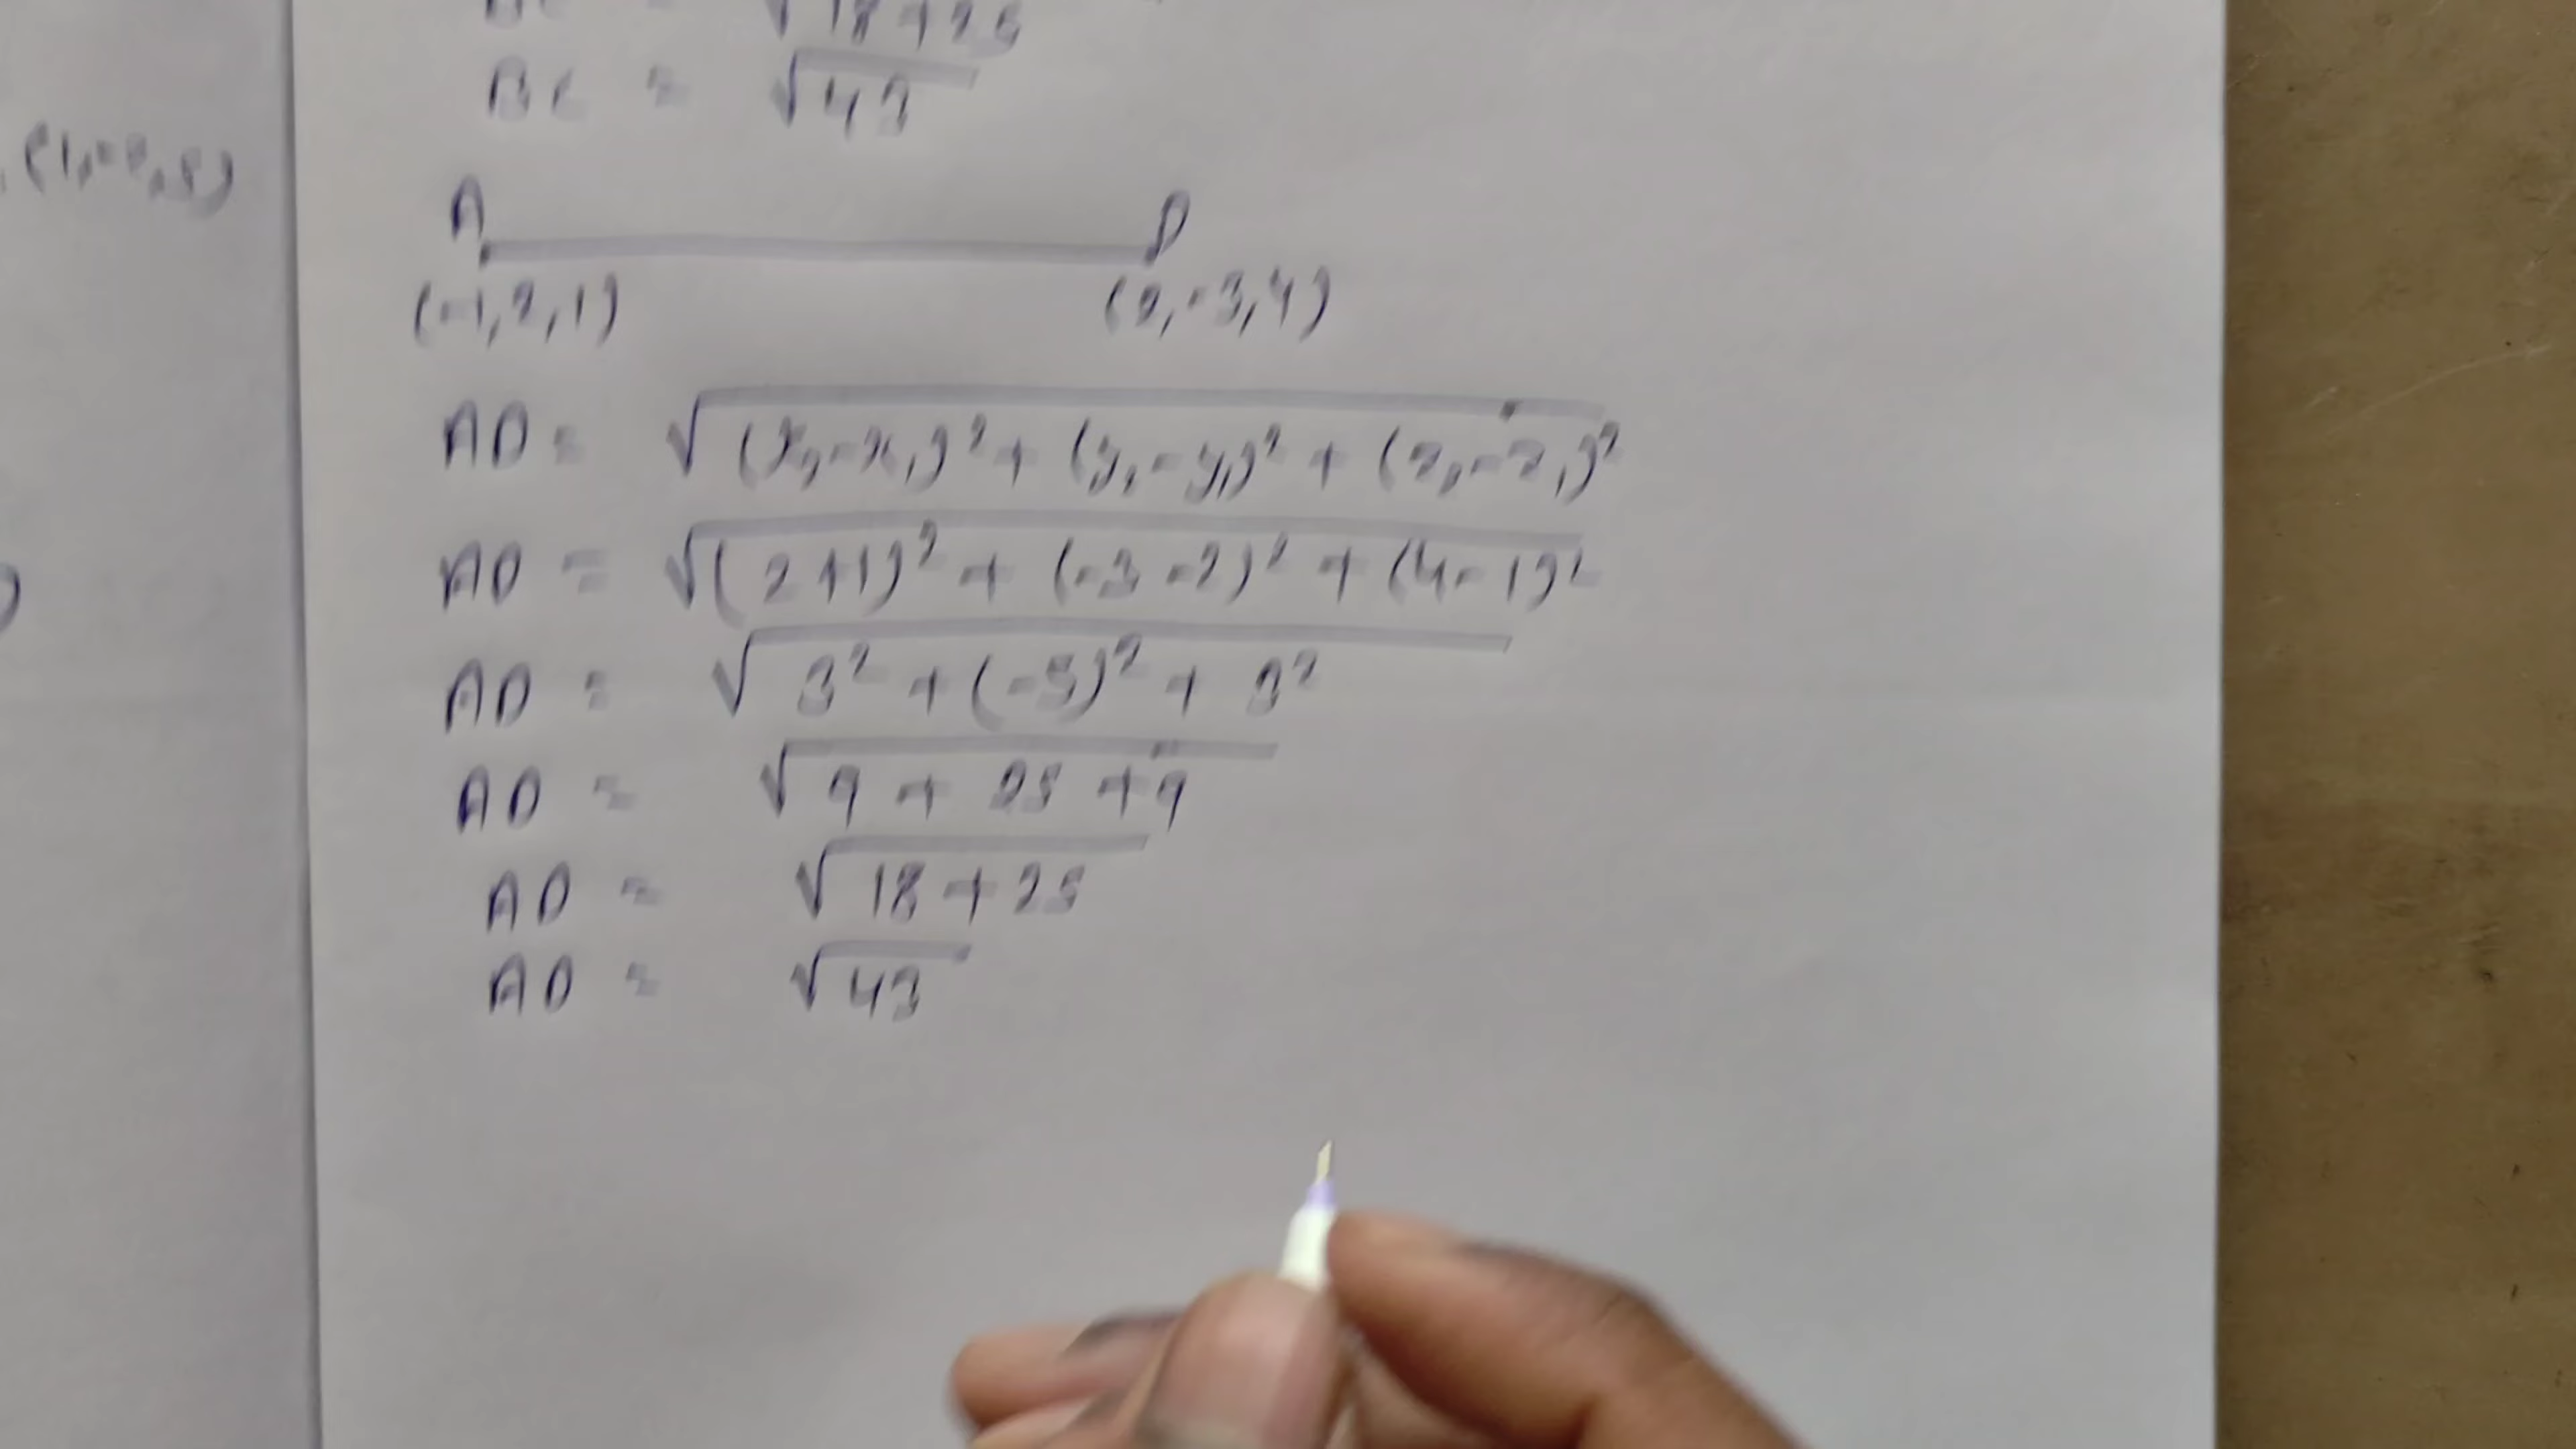 √18+25
BC = √43
(1,-2,5)
A D
(-1,2,1) (2,-3,4)
AD = √(x₂-x₁)² + (y₂-y₁)² + (z₂-z₁)²
AD = √(2+1)² + (-3-2)² + (4-1)²
AD = √3² + (-5)² + 3²
AD = √9 + 25 + 9
AD = √18 + 25
AD = √43